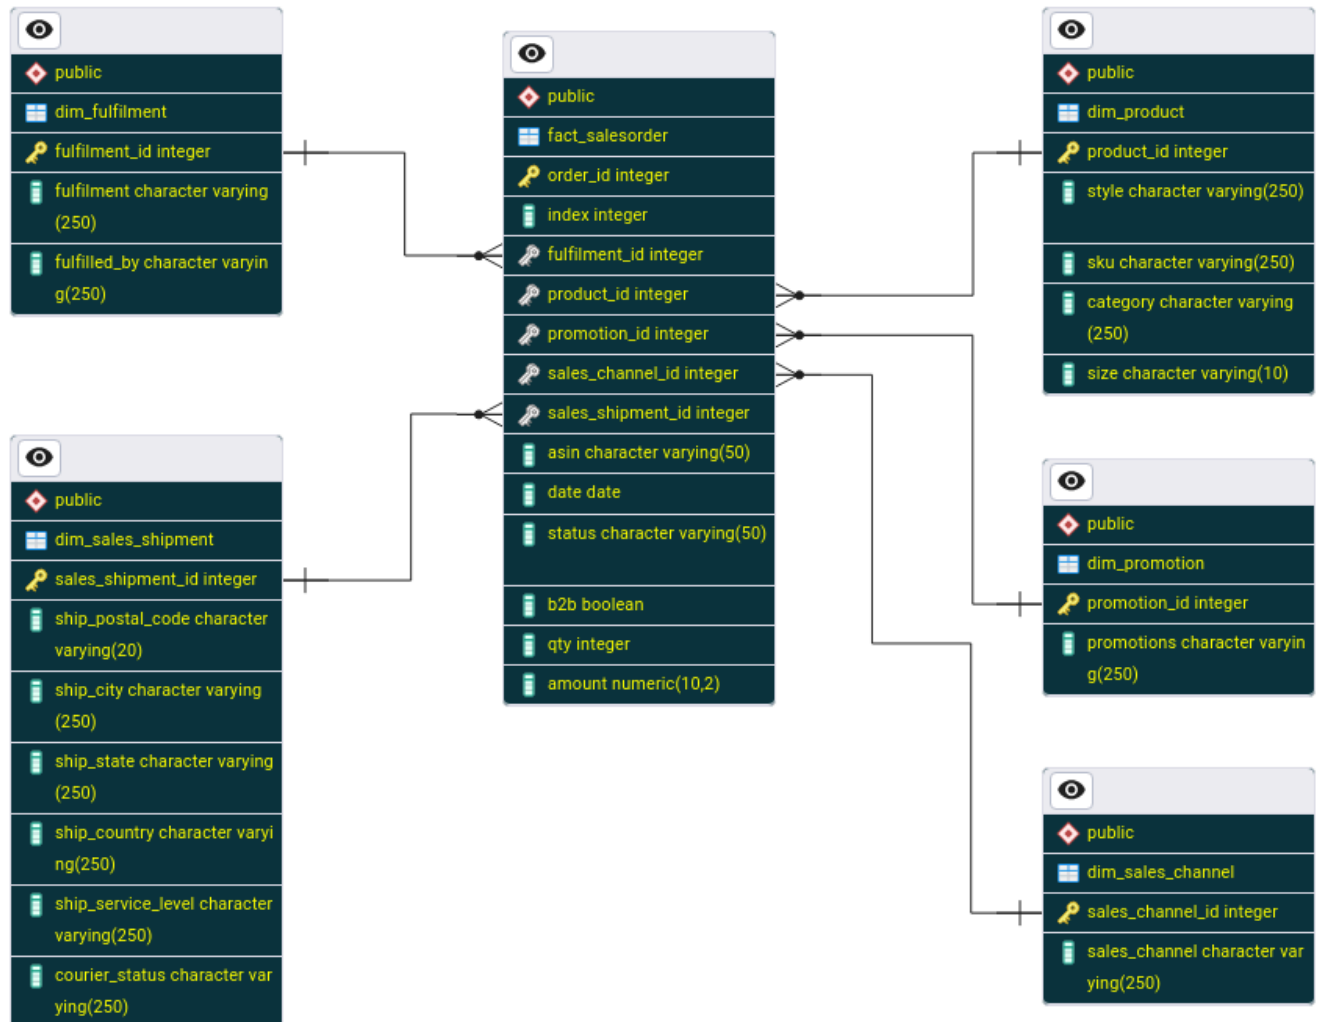 public
dim_fulfilment
fulfilment_id integer
fulfilment character varying
(250)
fulfilled_by character varyin
g(250)
public
dim_sales_shipment
sales_shipment_id integer
ship_postal_code character
varying(20)
ship_city character varying
(250)
ship_state character varying
(250)
ship_country character varyi
ng(250)
ship_service_level character
varying(250)
courier_status character var
ying(250)
public
fact_salesorder
order_id integer
index integer
fulfilment_id integer
product_id integer
promotion_id integer
sales_channel_id integer
sales_shipment_id integer
asin character varying(50)
date date
status character varying(50)
b2b boolean
qty integer
amount numeric(10,2)
public
dim_product
product_id integer
style character varying(250)
sku character varying(250)
category character varying
(250)
size character varying(10)
public
dim_promotion
promotion_id integer
promotions character varyin
g(250)
public
dim_sales_channel
sales_channel_id integer
sales_channel character var
ying(250)